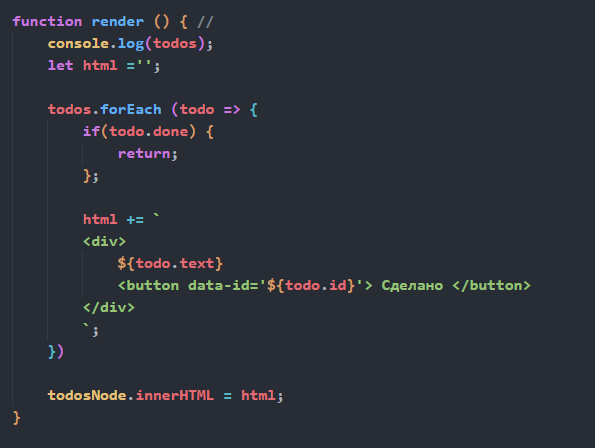 function render () { //
console.log(todos);
let html ='';
todos.forEach (todo => {
if(todo.done) {
return;
};
html += `
<div>
${todo.text}
<button data-id='${todo.id}'> Сделано </button>
</div>
`;
})
todosNode.innerHTML = html;
}